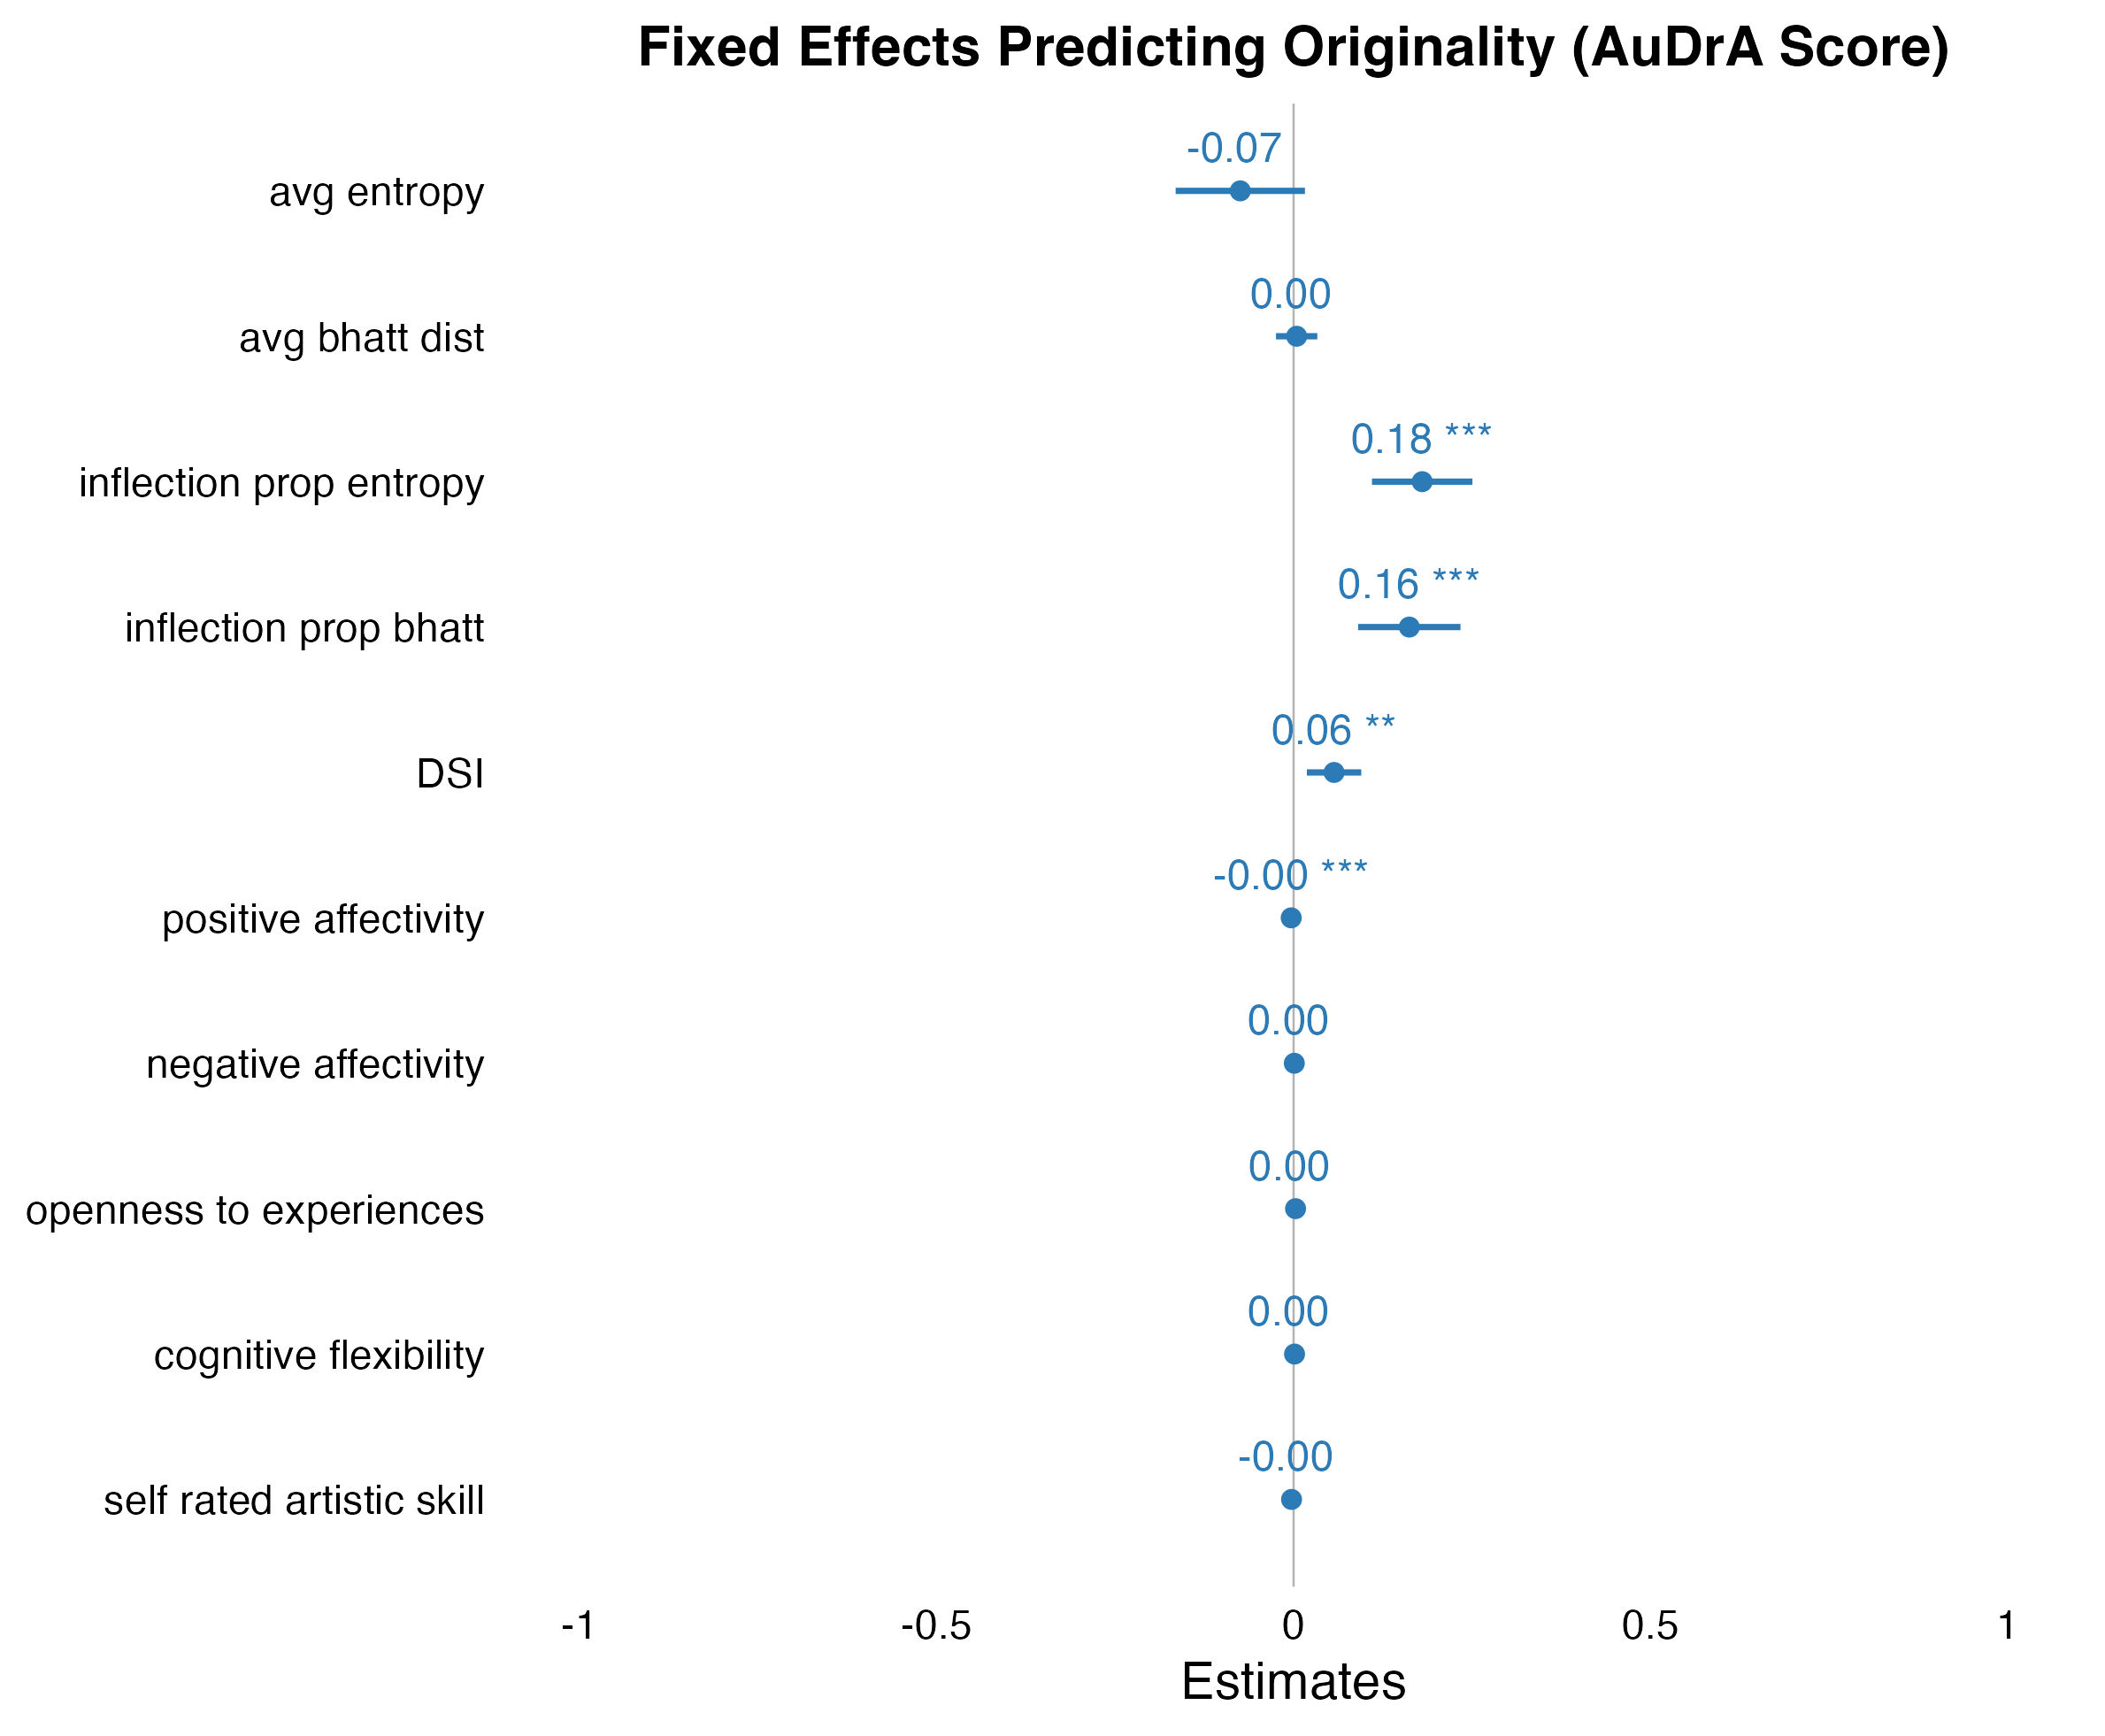 Fixed Effects Predicting Originality (AuDrA Score)
-0.07
avg entropy
0.00
avg bhatt dist
0.18 ***
inflection prop entropy
0.16 ***
inflection prop bhatt
0.06 **
DSI
-0.00 ***
positive affectivity
0.00
negative affectivity
0.00
openness to experiences
0.00
cognitive flexibility
-0.00
self rated artistic skill
-1 -0.5 0 0.5 1
Estimates